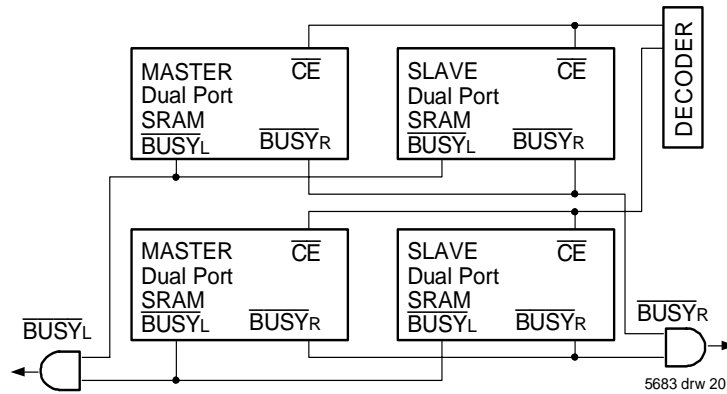 MASTER
Dual Port
SRAM
BUSYL
CE
BUSYR
SLAVE
Dual Port
SRAM
BUSYL
CE
BUSYR
DECODER
MASTER
Dual Port
SRAM
BUSYL
CE
BUSYR
SLAVE
Dual Port
SRAM
BUSYL
CE
BUSYR
BUSYL
BUSYR
5683 drw 20